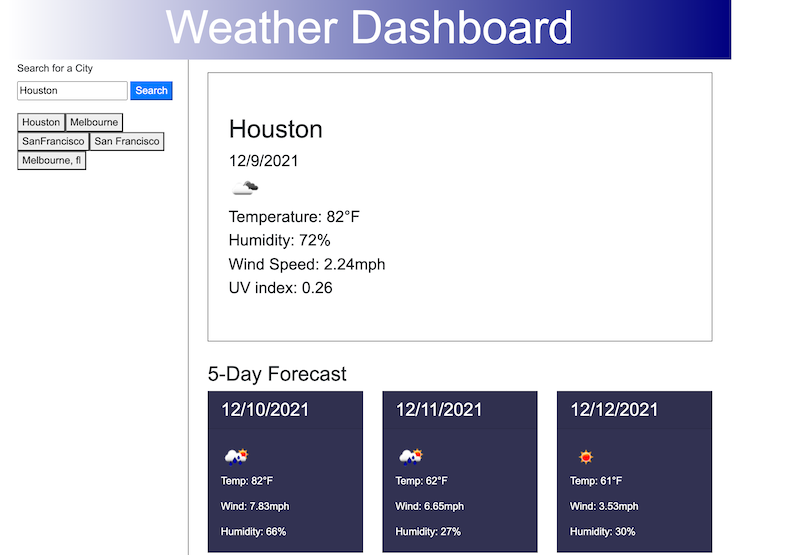 Weather Dashboard
Search for a City
Houston
Search
Houston
Melbourne
SanFrancisco
San Francisco
Melbourne, fl
Houston
12/9/2021
Temperature: 82°F
Humidity: 72%
Wind Speed: 2.24mph
UV index: 0.26
5-Day Forecast
12/10/2021
Temp: 82°F
Wind: 7.83mph
Humidity: 66%
12/11/2021
Temp: 62°F
Wind: 6.65mph
Humidity: 27%
12/12/2021
Temp: 61°F
Wind: 3.53mph
Humidity: 30%